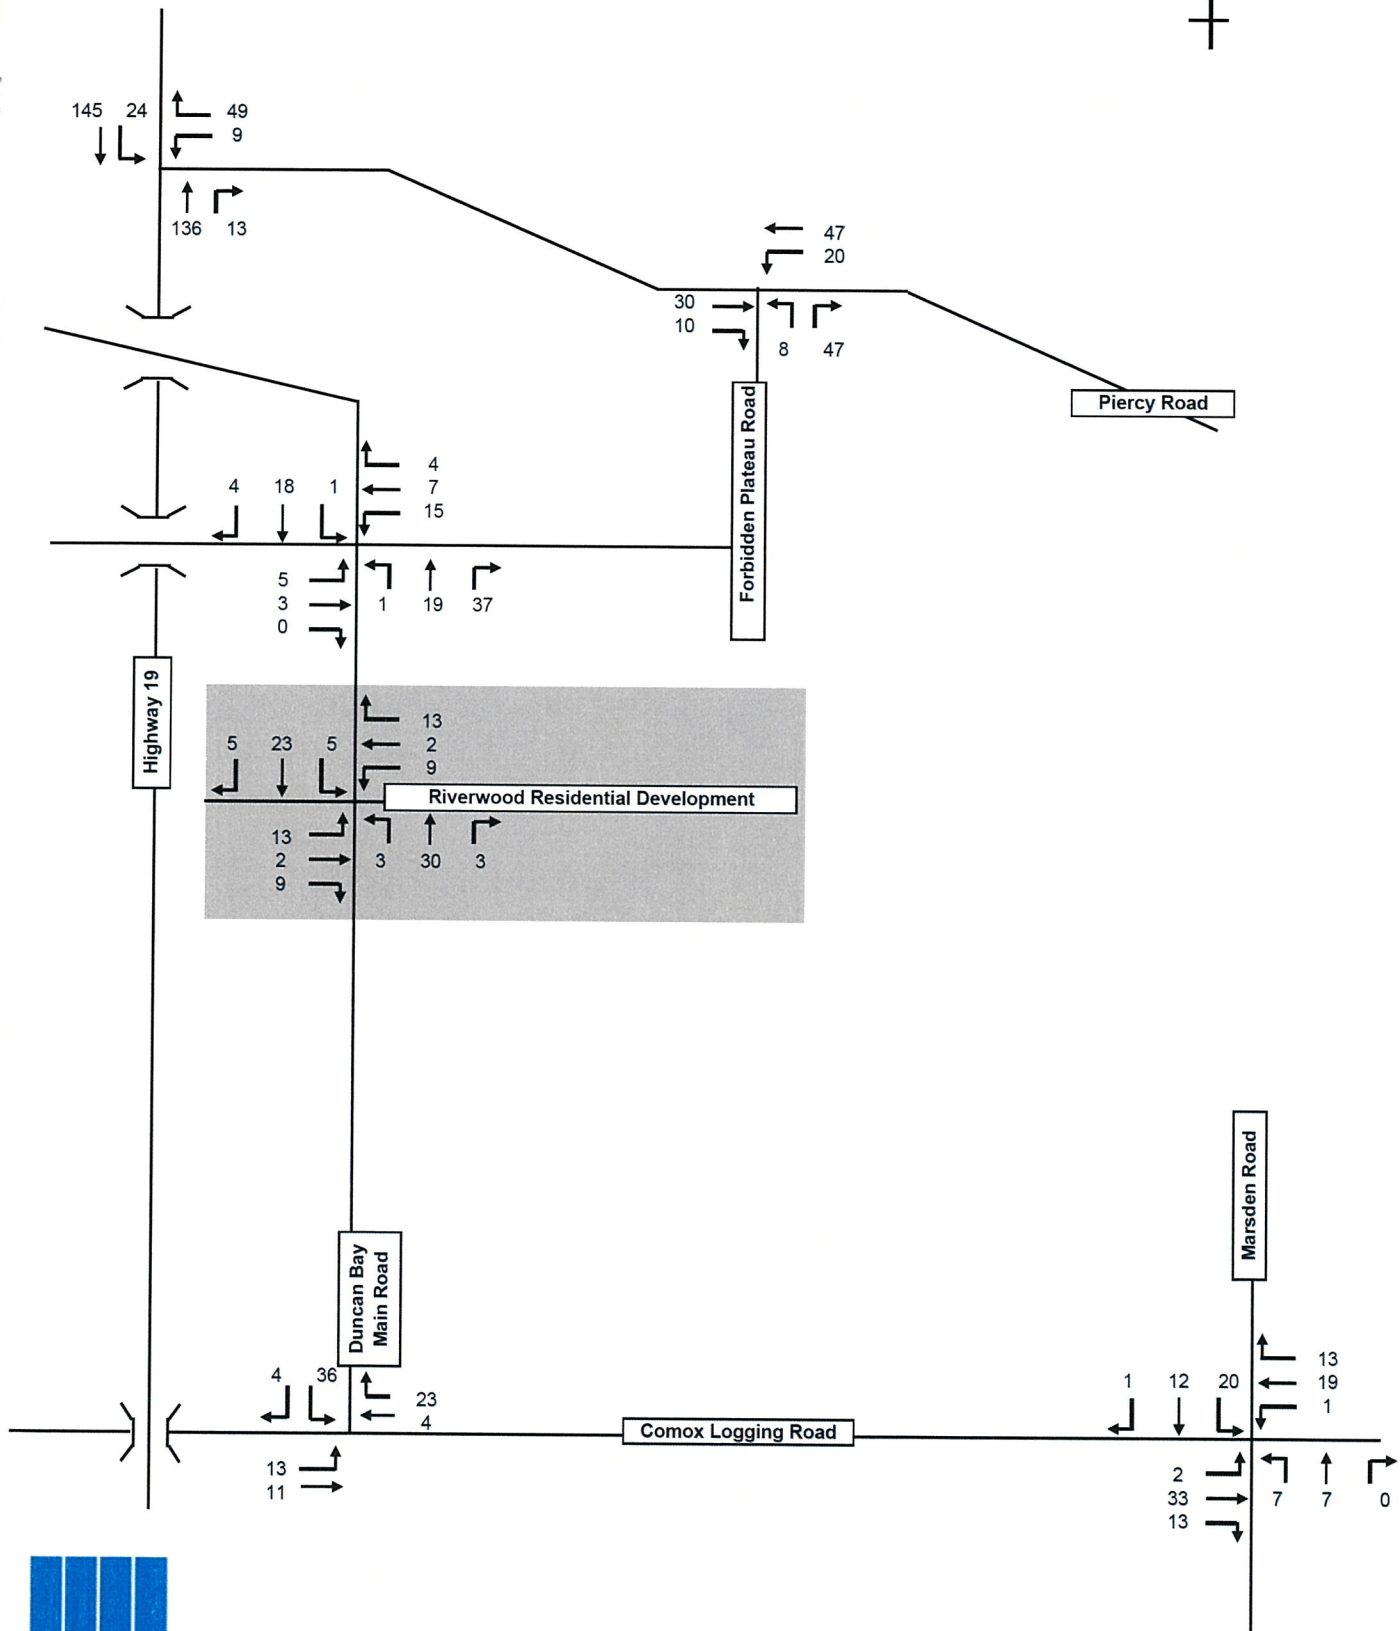 145 24
49
9
136 13
47
20
30
10
8 47
Piercy Road
Forbidden Plateau Road
4
7
15
4 18 1
5
3
0
1 19 37
Highway 19
13
2
9
5 23 5
Riverwood Residential Development
13
2
9
3 30 3
Marsden Road
Duncan Bay
Main Road
4 36
23
4
13
11
Comox Logging Road
13
19
1
1 12 20
2
33
13
7 7 0